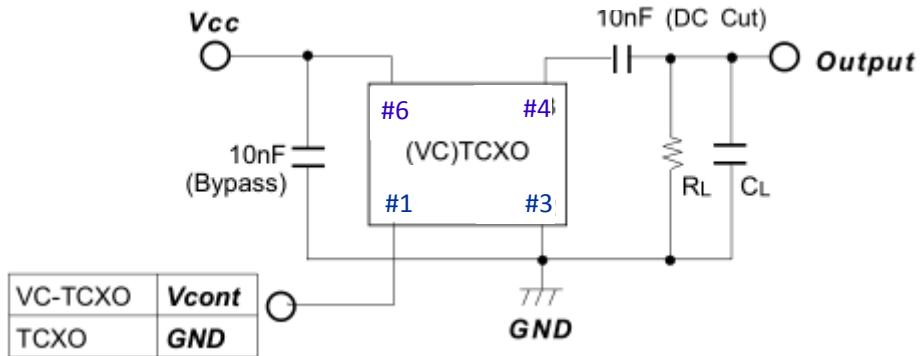 Vcc
10nF (DC Cut)
Output
#6
#4
(VC)TCXO
10nF
(Bypass)
RL
CL
#1
#3
VC-TCXO Vcont
TCXO GND
GND